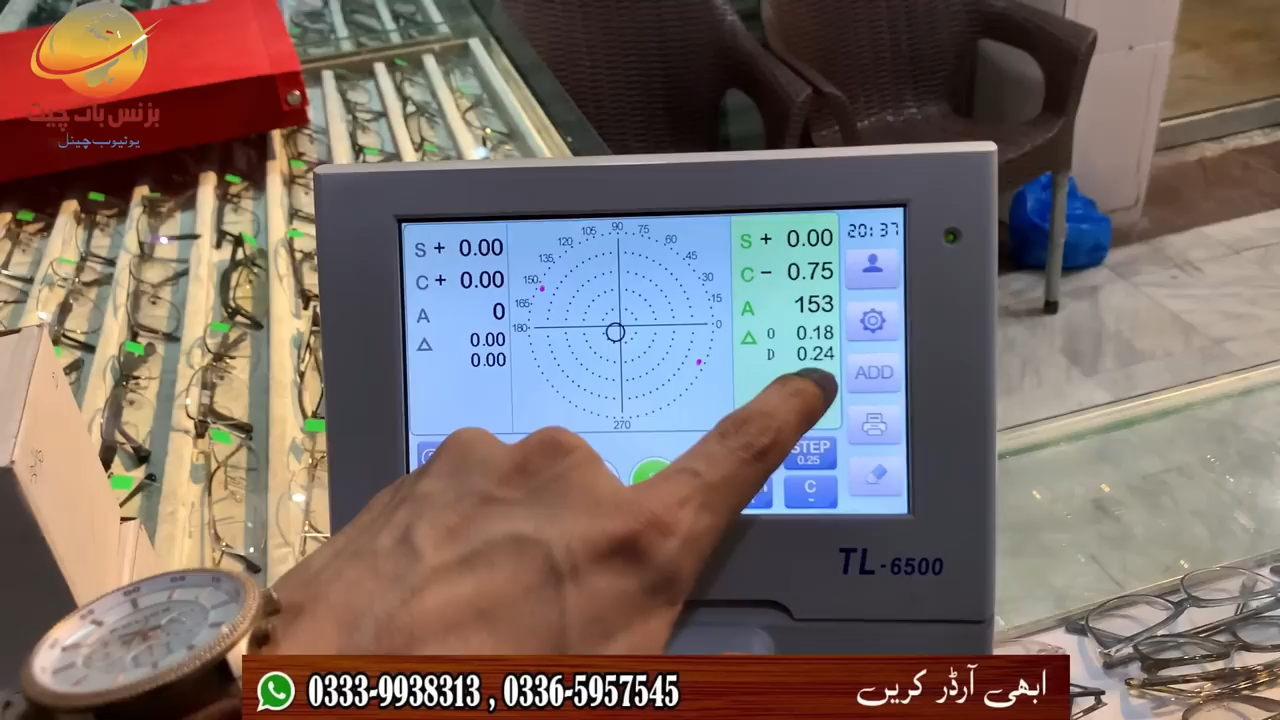 بزنس بات چیت
یوٹیوب چینل
S + 0.00
C + 0.00
A 0
△ 0.00
0.00
90
105 75
120 60
135 45
150 30
165 15
180 0
270
S + 0.00
C - 0.75
A 153
△ O 0.18
D 0.24
20:37
ADD
STEP
0.25
C
-
TL-6500
0333-9938313 , 0336-5957545
ابھی آرڈر کریں